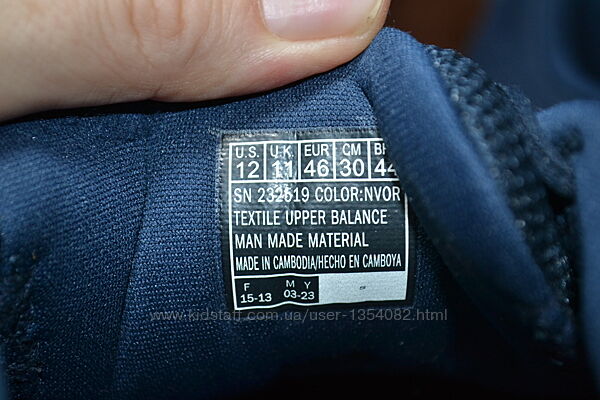 U.S. U.K. EUR CM
12 11 46 30 44
SN 232519 COLOR:NVOR
TEXTILE UPPER BALANCE
MAN MADE MATERIAL
MADE IN CAMBODIA/HECHO EN CAMBOYA
F M Y
15-13 03-23
www.kidstaff.com.ua/user-1354082.html